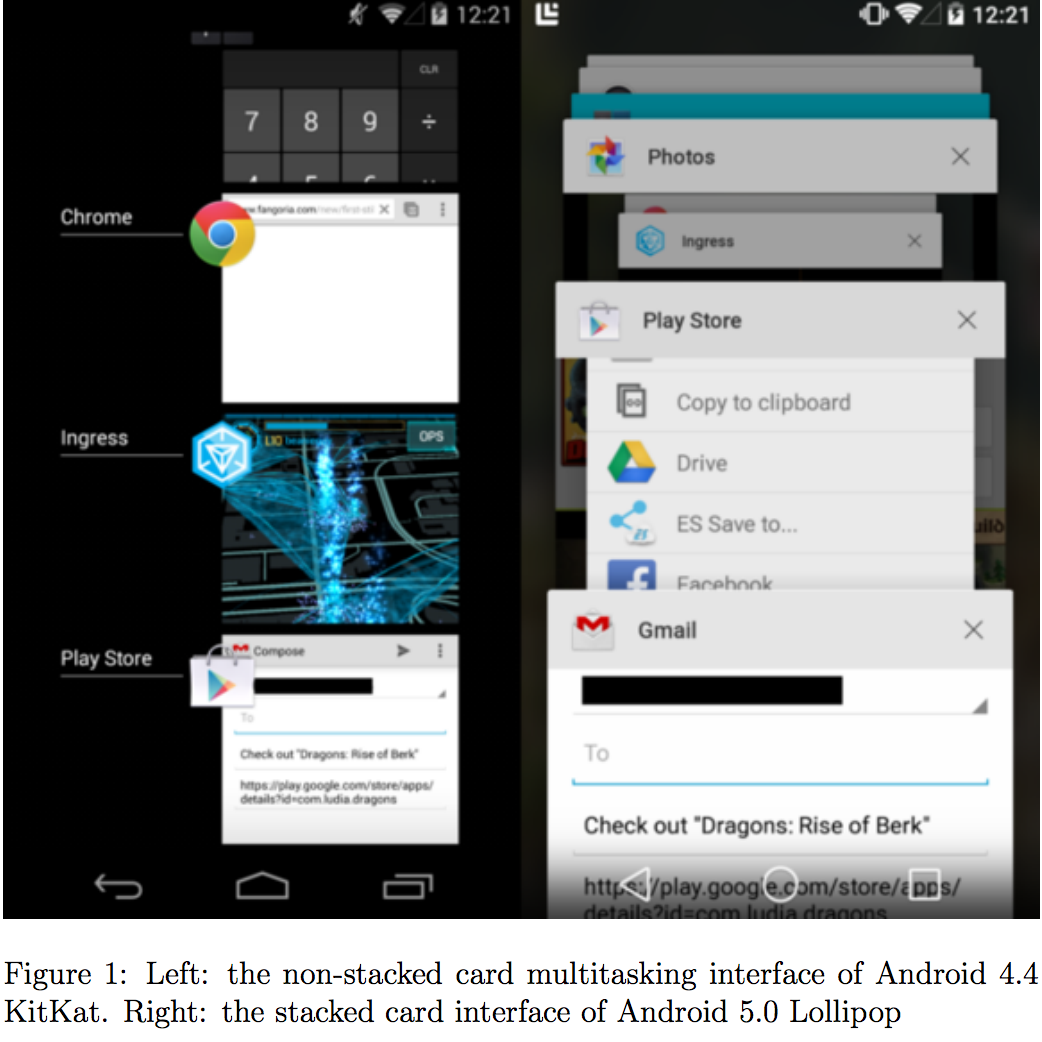 12:21
CLR
7 8 9 ÷
Chrome
w.fangoria.com/new/first-stil
Ingress
L10
OPS
Play Store
Compose
To
Check out "Dragons: Rise of Berk"
https://play.google.com/store/apps/
details?id=com.ludia.dragons
12:21
Photos
Ingress
Play Store
Copy to clipboard
Drive
ES Save to...
Facebook
Gmail
To
Check out "Dragons: Rise of Berk"
https://play.google.com/store/apps/
details?id=com.ludia.dragons
Figure 1: Left: the non-stacked card multitasking interface of Android 4.4
KitKat. Right: the stacked card interface of Android 5.0 Lollipop